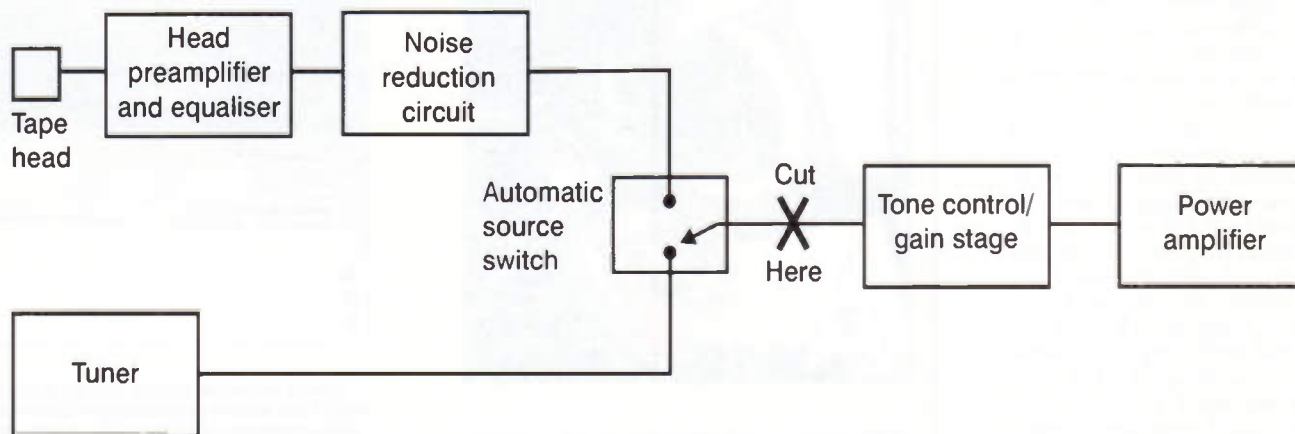 Head
preamplifier
and equaliser
Noise
reduction
circuit
Tape
head
Automatic
source
switch
Cut
Here
Tone control/
gain stage
Power
amplifier
Tuner